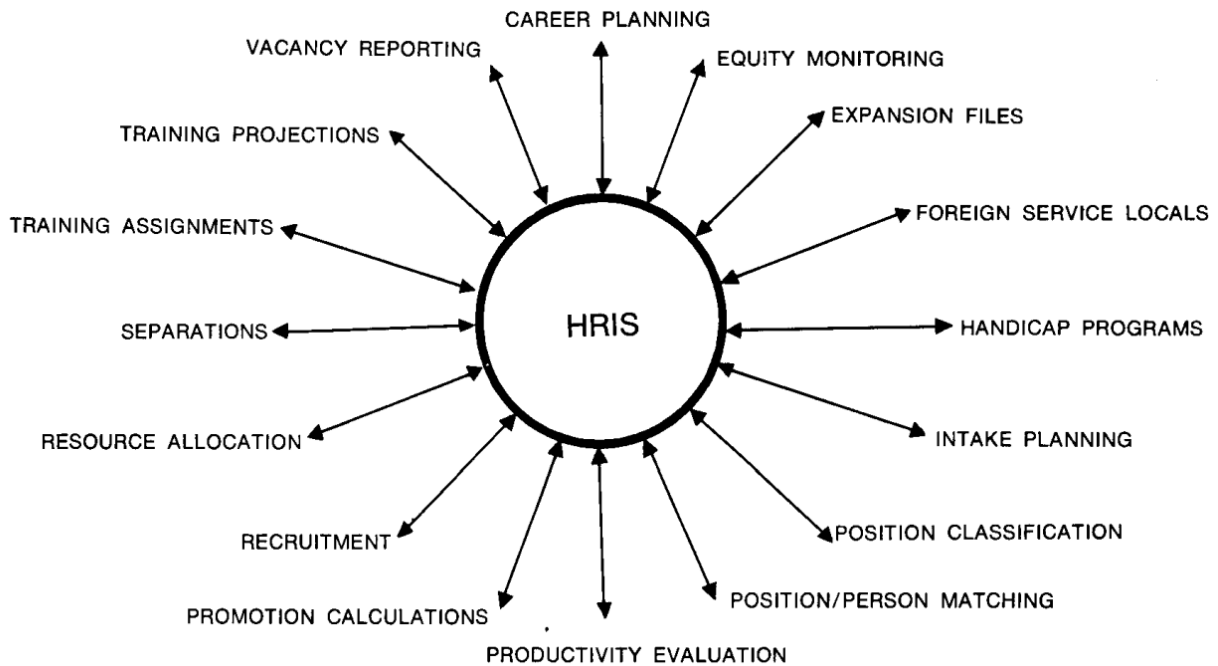 CAREER PLANNING
VACANCY REPORTING
EQUITY MONITORING
EXPANSION FILES
TRAINING PROJECTIONS
FOREIGN SERVICE LOCALS
TRAINING ASSIGNMENTS
HRIS
SEPARATIONS
HANDICAP PROGRAMS
RESOURCE ALLOCATION
INTAKE PLANNING
RECRUITMENT
POSITION CLASSIFICATION
PROMOTION CALCULATIONS
POSITION/PERSON MATCHING
PRODUCTIVITY EVALUATION